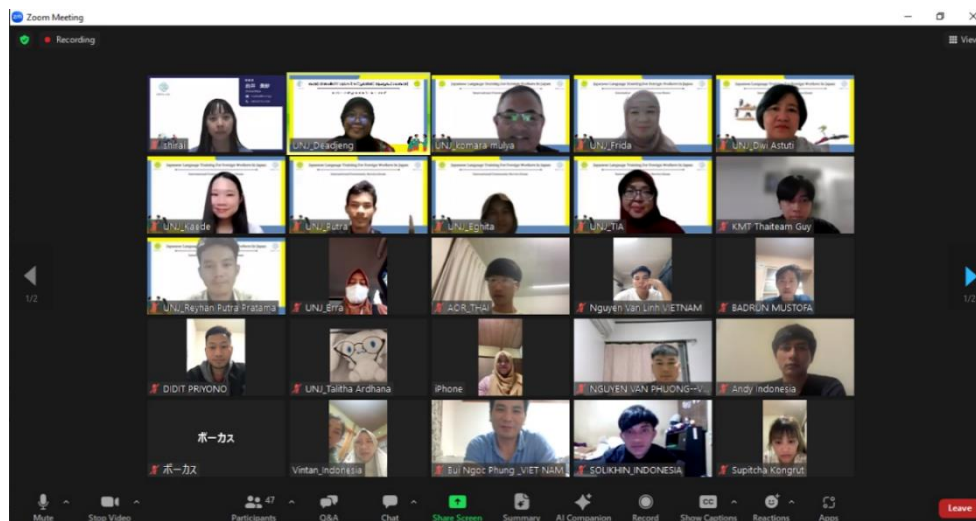 Zoom Meeting
Recording
View
shirai
UNJ_Deadjeng
UNJ_komara mulya
UNJ_Frida
UNJ_Dwi Astuti
Japanese Language Training for Foreign Workers in Japan
UNJ_Kaede
UNJ_Putra
UNJ_Eghita
UNJ_TIA
KMT Thaiteam Guy
UNJ_Reyhan Putra Pratama
UNJ_Erra
AOR_THAI
Nguyen Van Linh VIETNAM
BADRUN MUSTOFA
1/2
1/2
DIDIT PRIYONO
UNJ_Talitha Ardhana
iPhone
NGUYEN VAN PHUONG--V...
Andy Indonesia
ボーカス
ボーカス
Vintan_Indonesia
Bui Ngoc Phung _VIET NAM
SOLIKHIN_INDONESIA
Supitcha Kongrut
47
Mute
Stop Video
Participants
Q&A
Chat
Share Screen
Summary
AI Companion
Record
Show Captions
Reactions
Apps
Leave